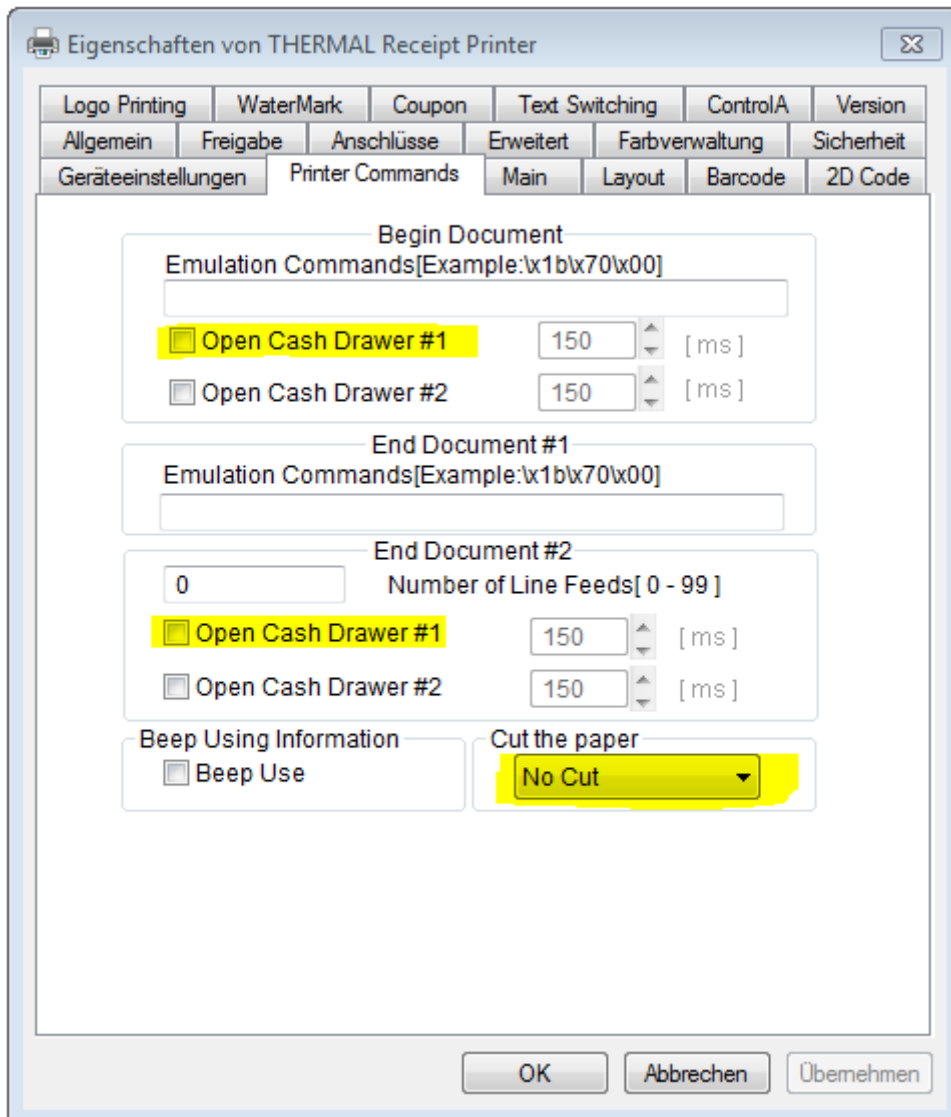 Eigenschaften von THERMAL Receipt Printer
Logo Printing WaterMark Coupon Text Switching ControlA Version
Allgemein Freigabe Anschlüsse Erweitert Farbverwaltung Sicherheit
Geräteeinstellungen Printer Commands Main Layout Barcode 2D Code
Begin Document
Emulation Commands[Example:\x1b\x70\x00]
Open Cash Drawer #1 150 [ms]
Open Cash Drawer #2 150 [ms]
End Document #1
Emulation Commands[Example:\x1b\x70\x00]
End Document #2
0 Number of Line Feeds[ 0 - 99 ]
Open Cash Drawer #1 150 [ms]
Open Cash Drawer #2 150 [ms]
Beep Using Information Cut the paper
Beep Use No Cut
OK Abbrechen Übernehmen